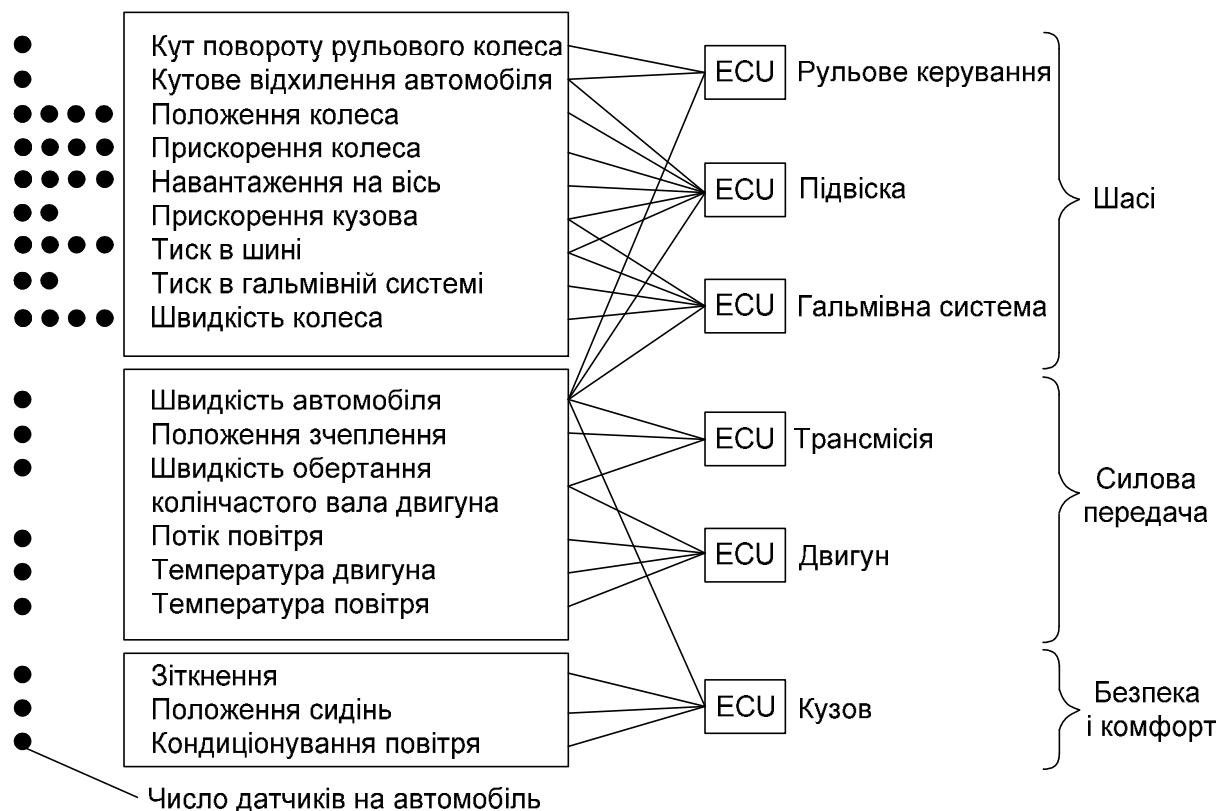 Кут повороту рульового колеса
Кутове відхилення автомобіля
Положення колеса
Прискорення колеса
Навантаження на вісь
Прискорення кузова
Тиск в шині
Тиск в гальмівній системі
Швидкість колеса
ECU Рульове керування
ECU Підвіска
ECU Гальмівна система
Шасі
Швидкість автомобіля
Положення зчеплення
Швидкість обертання
колінчастого вала двигуна
Потік повітря
Температура двигуна
Температура повітря
ECU Трансмісія
ECU Двигун
Силова
передача
Зіткнення
Положення сидінь
Кондиціонування повітря
ECU Кузов
Безпека
і комфорт
Число датчиків на автомобіль